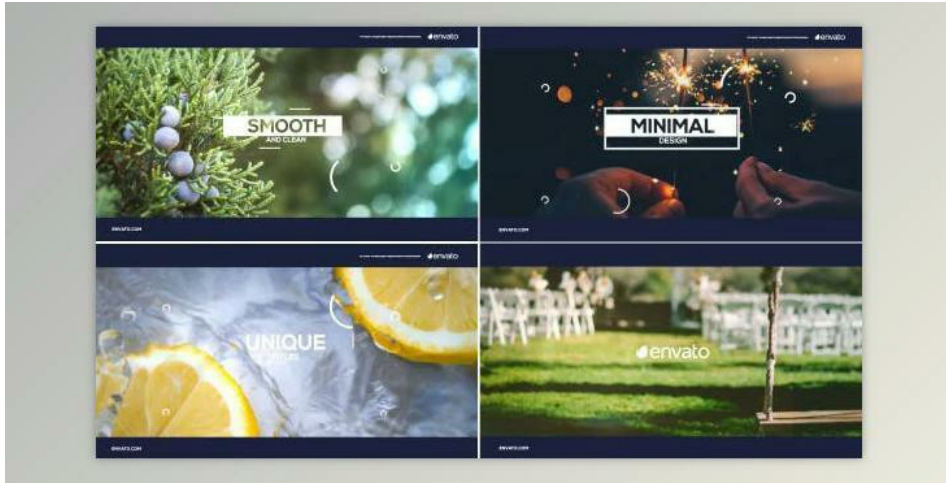 envato
SMOOTH
AND CLEAN
ENVATO.COM
envato
MINIMAL
DESIGN
ENVATO.COM
envato
UNIQUE
ENVATO.COM
envato
ENVATO.COM